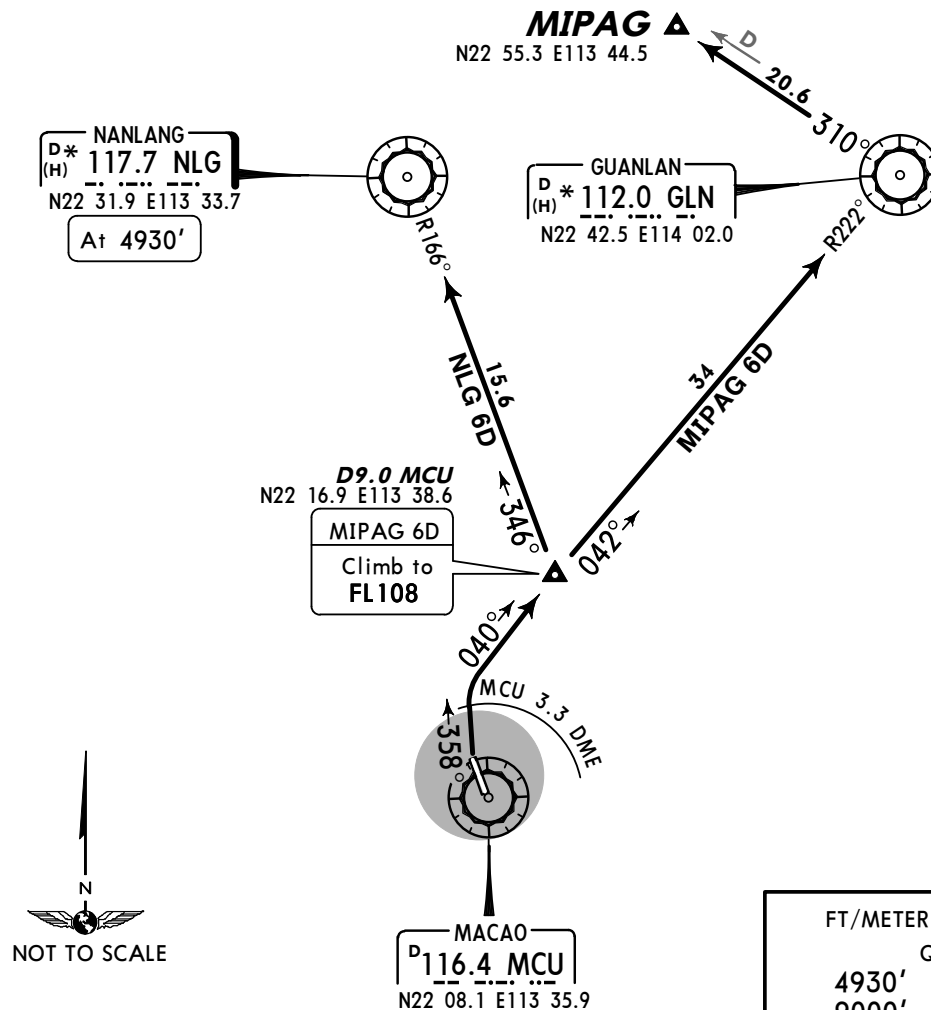 MIPAG
N22 55.3 E113 44.5
D
20.6
310°
NANLANG
D
(H)
* 117.7 NLG
N22 31.9 E113 33.7
At 4930'
R166°
GUANLAN
D
(H)
* 112.0 GLN
N22 42.5 E114 02.0
R222°
15.6
NLG 6D
34
MIPAG 6D
D9.0 MCU
N22 16.9 E113 38.6
MIPAG 6D
Climb to
FL108
346°
042°
040°
MCU 3.3 DME
358°
N
NOT TO SCALE
MACAO
D
116.4 MCU
N22 08.1 E113 35.9
FT/METER
Q
4930'